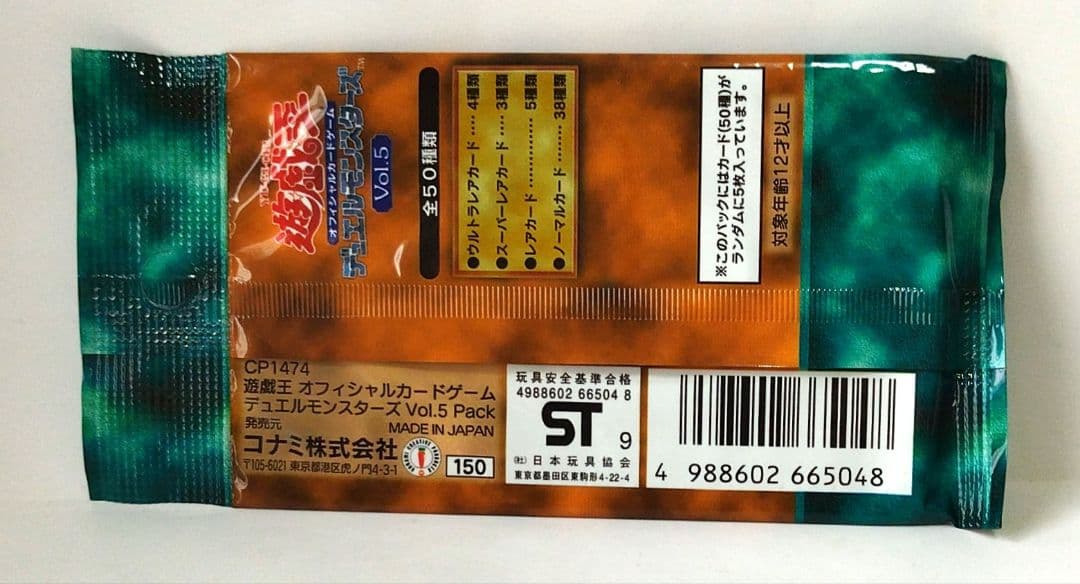 YU-GI-OH!
遊戯王
オフィシャルカードゲーム
デュエルモンスターズ™
Vol.5
全50種類
●ウルトラレアカード‥‥4種類
●スーパーレアカード‥‥3種類
●レアカード‥‥‥‥‥‥5種類
●ノーマルカード‥‥‥38種類
※このパックにはカード(50種)が
ランダムに5枚入っています。
対象年齢12才以上
CP1474
遊戯王 オフィシャルカードゲーム
デュエルモンスターズ Vol.5 Pack
発売元 MADE IN JAPAN
コナミ株式会社
〒105-6021 東京都港区虎ノ門4-3-1
KONAMI CREATIVE PRODUCTS
150
玩具安全基準合格
4988602 66504 8
ST 9
(社)日本玩具協会
東京都墨田区東駒形4-22-4
4 988602 665048